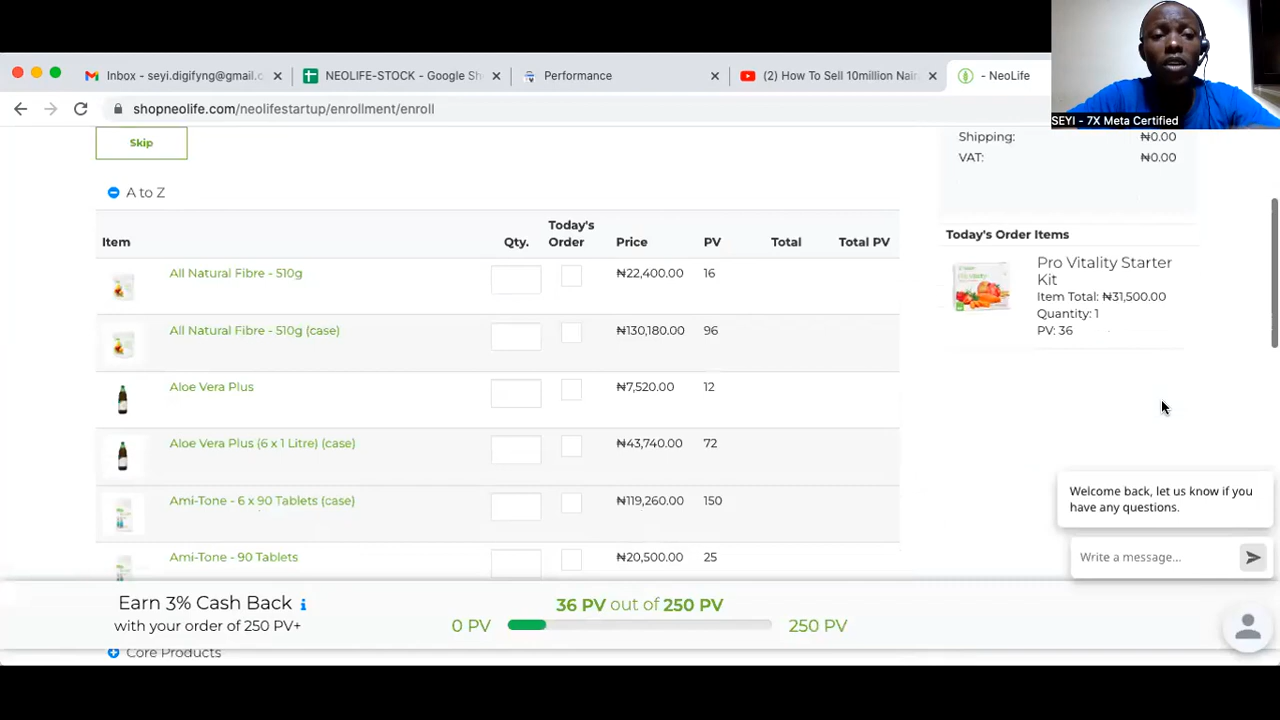 Inbox - seyi.digifyng@gmail.c
NEOLIFE-STOCK - Google Sh
Performance
(2) How To Sell 10million Nair
- NeoLife
SEYI - 7X Meta Certified
shopneolife.com/neolifestartup/enrollment/enroll
Skip
Shipping: ₦0.00
VAT: ₦0.00
A to Z
Item Qty. Today's Order Price PV Total Total PV
All Natural Fibre - 510g ₦22,400.00 16
All Natural Fibre - 510g (case) ₦130,180.00 96
Aloe Vera Plus ₦7,520.00 12
Aloe Vera Plus (6 x 1 Litre) (case) ₦43,740.00 72
Ami-Tone - 6 x 90 Tablets (case) ₦119,260.00 150
Ami-Tone - 90 Tablets ₦20,500.00 25
Today's Order Items
Pro Vitality Starter
Kit
Item Total: ₦31,500.00
Quantity: 1
PV: 36
Welcome back, let us know if you
have any questions.
Write a message...
Earn 3% Cash Back
with your order of 250 PV+
36 PV out of 250 PV
0 PV 250 PV
Core Products